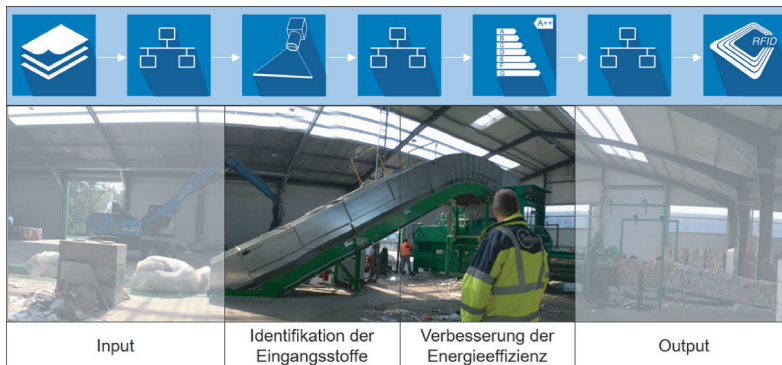 A++
A
B
C
D
E
F
G
RFID
Input
Identifikation der
Eingangsstoffe
Verbesserung der
Energieeffizienz
Output